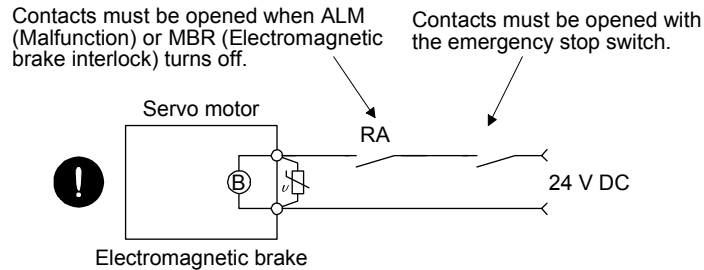 Contacts must be opened when ALM
(Malfunction) or MBR (Electromagnetic
brake interlock) turns off.
Contacts must be opened with
the emergency stop switch.
Servo motor
RA
B
υ
24 V DC
Electromagnetic brake